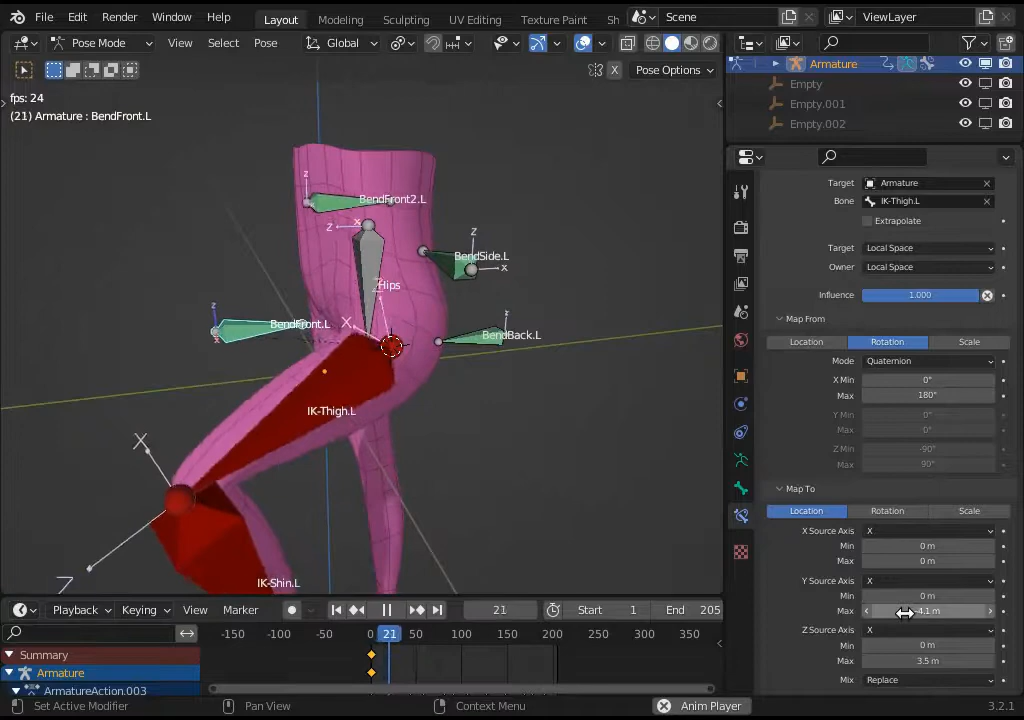 File Edit Render Window Help Layout Modeling Sculpting UV Editing Texture Paint Sh Scene ViewLayer
Pose Mode View Select Pose Global
X Pose Options
fps: 24
(21) Armature : BendFront.L
z BendFront2.L
Z x
Z
BendSide.L
x
Hips
z BendFront.L X
x
z
BendBack.L
IK-Thigh.L
X
Z IK-Shin.L
Armature
Empty
Empty.001
Empty.002
Target Armature
Bone IK-Thigh.L
Extrapolate
Target Local Space
Owner Local Space
Influence 1.000
Map From
Location Rotation Scale
Mode Quaternion
X Min 0°
Max 180°
Y Min 0°
Max 0°
Z Min -90°
Max 90°
Map To
Location Rotation Scale
X Source Axis X
Min 0 m
Max 0 m
Y Source Axis X
Min 0 m
Max -4.1 m
Z Source Axis X
Min 0 m
Max 3.5 m
Mix Replace
Playback Keying View Marker 21 Start 1 End 205
-150 -100 -50 0 21 50 100 150 200 250 300 350
Summary
Armature
ArmatureAction.003
Set Active Modifier Pan View Context Menu Anim Player 3.2.1